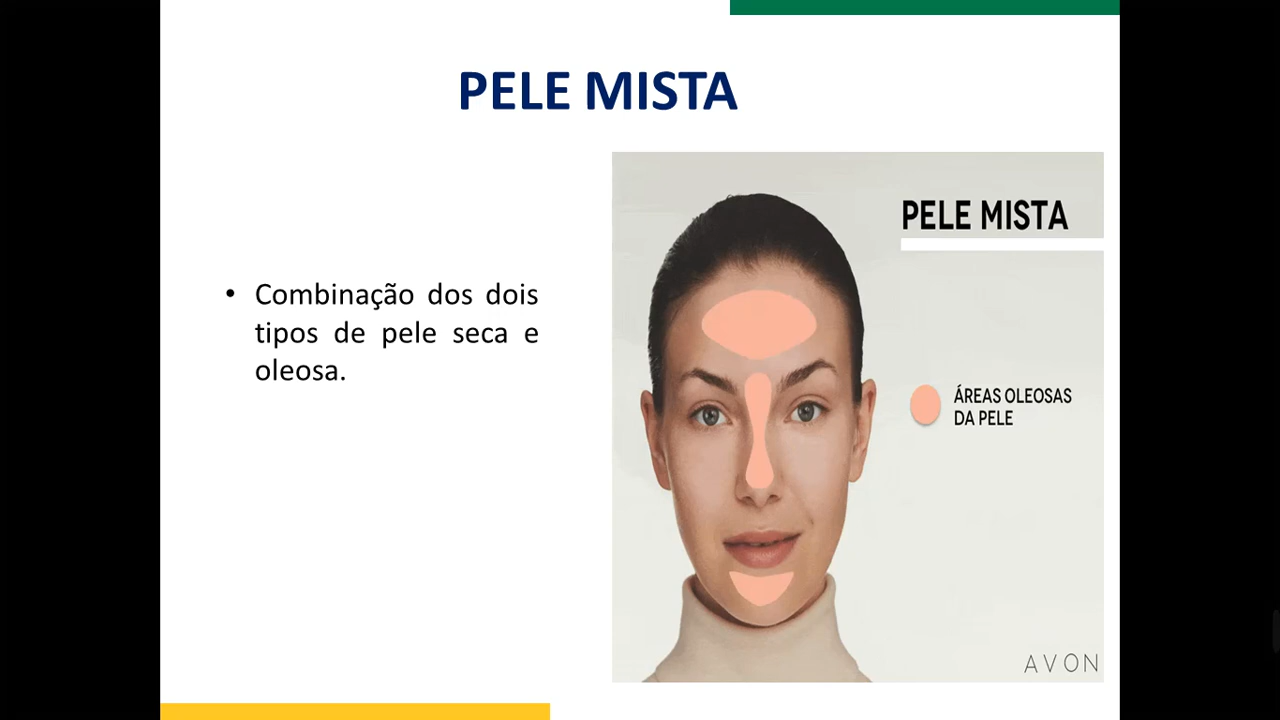 PELE MISTA
• Combinação dos dois
tipos de pele seca e
oleosa.
PELE MISTA
ÁREAS OLEOSAS
DA PELE
AVON